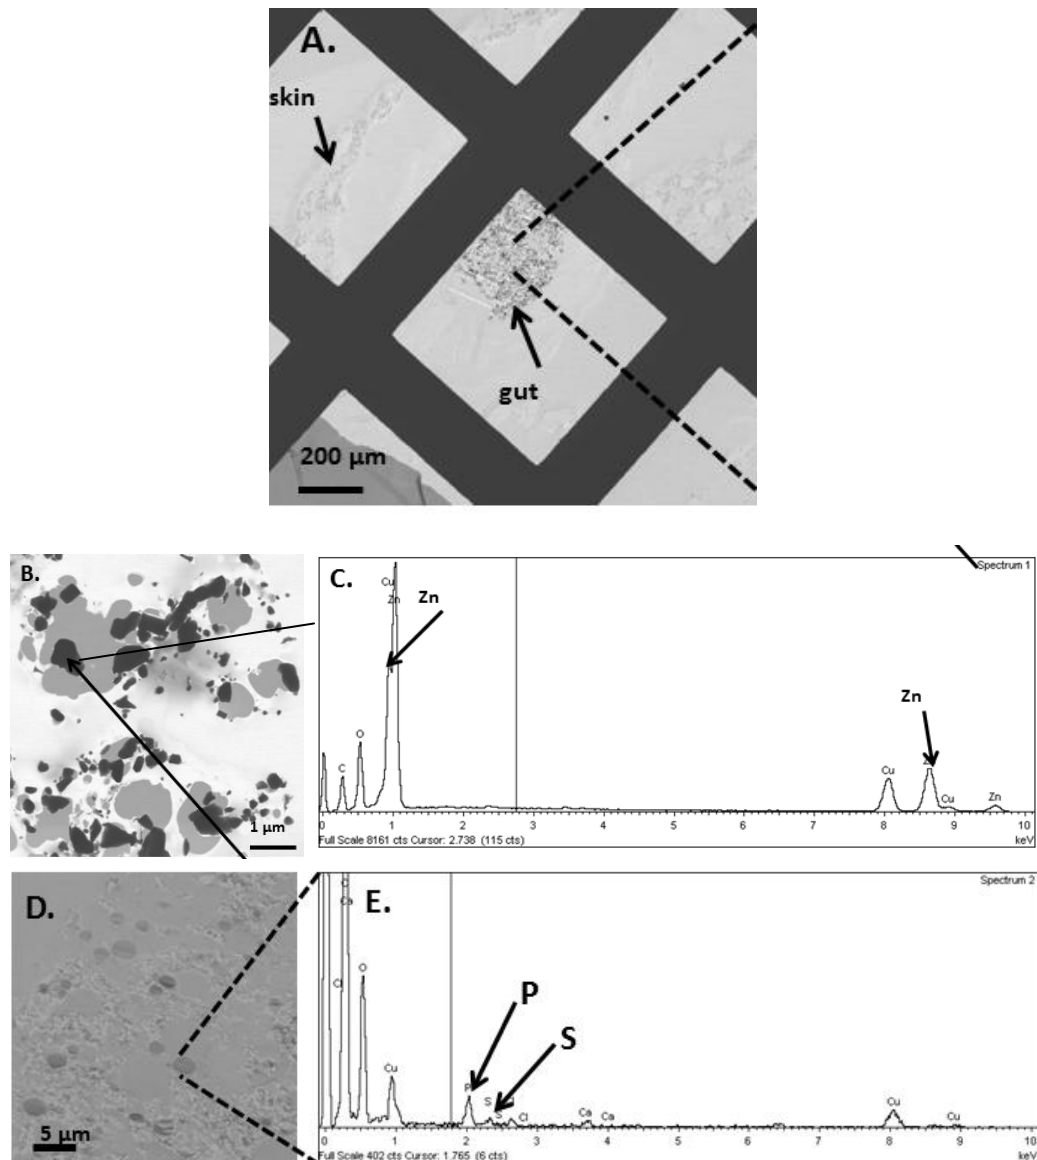 A.
skin
gut
200 μm
B.
1 μm
C.
Spectrum 1
Cu
Zn
Zn
O
C
Zn
Cu
Cu
Zn
0 1 2 3 4 5 6 7 8 9 10
Full Scale 8161 cts Cursor: 2.738 (115 cts)
keV
D.
5 μm
E.
Spectrum 2
Ca
O
Cl
P
S
Cu
P
S
S
Cl
Ca
Ca
Cu
Cu
0 1 2 3 4 5 6 7 8 9 10
Full Scale 402 cts Cursor: 1.765 (6 cts)
keV